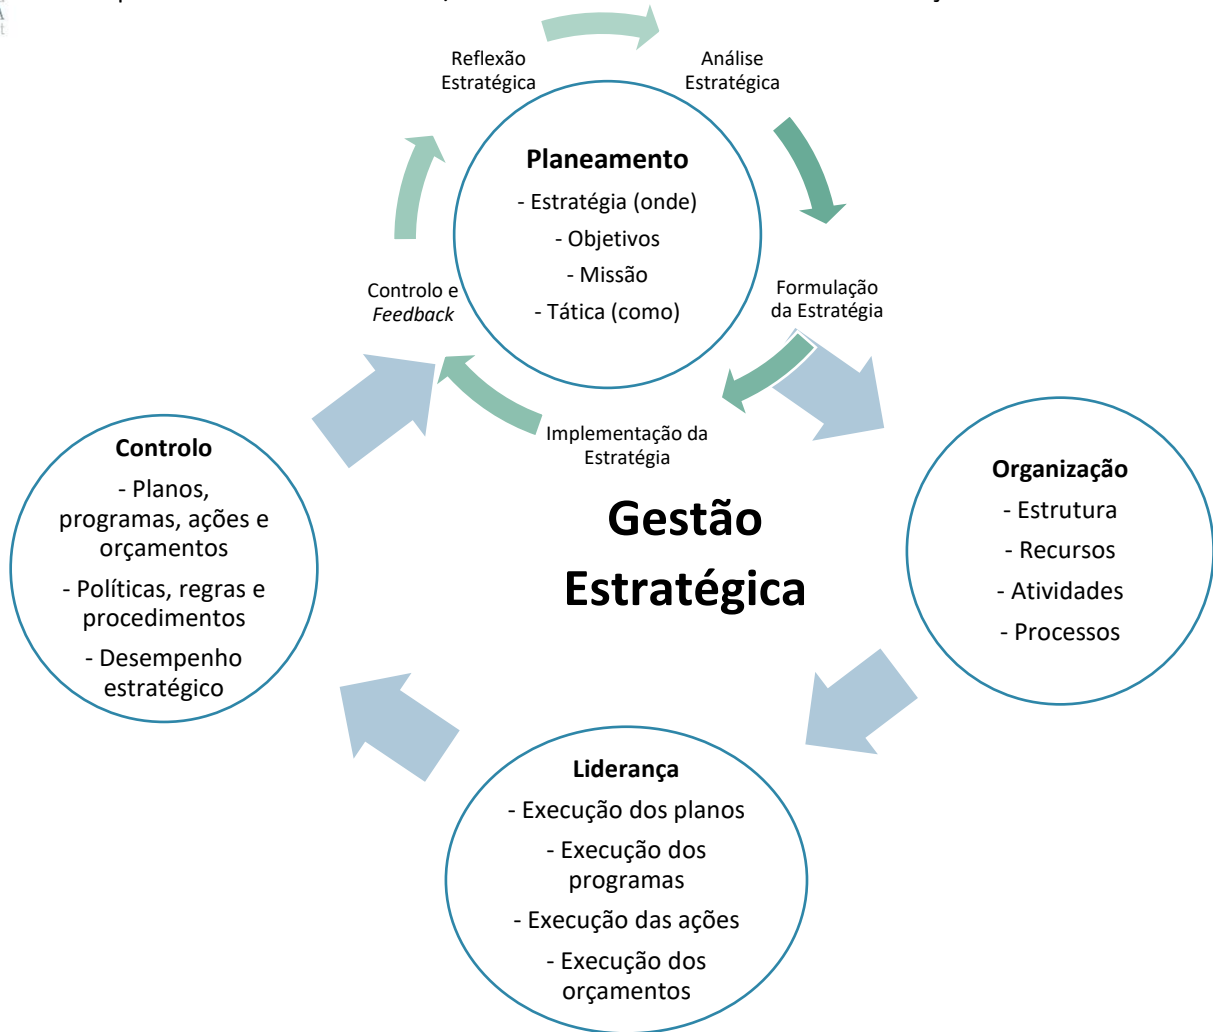 Reflexão
Estratégica
Análise
Estratégica
Planeamento
- Estratégia (onde)
- Objetivos
- Missão
- Tática (como)
Controlo e
Feedback
Formulação
da Estratégia
Implementação da
Estratégia
Controlo
- Planos,
programas, ações e
orçamentos
- Políticas, regras e
procedimentos
- Desempenho
estratégico
Gestão
Estratégica
Organização
- Estrutura
- Recursos
- Atividades
- Processos
Liderança
- Execução dos planos
- Execução dos
programas
- Execução das ações
- Execução dos
orçamentos